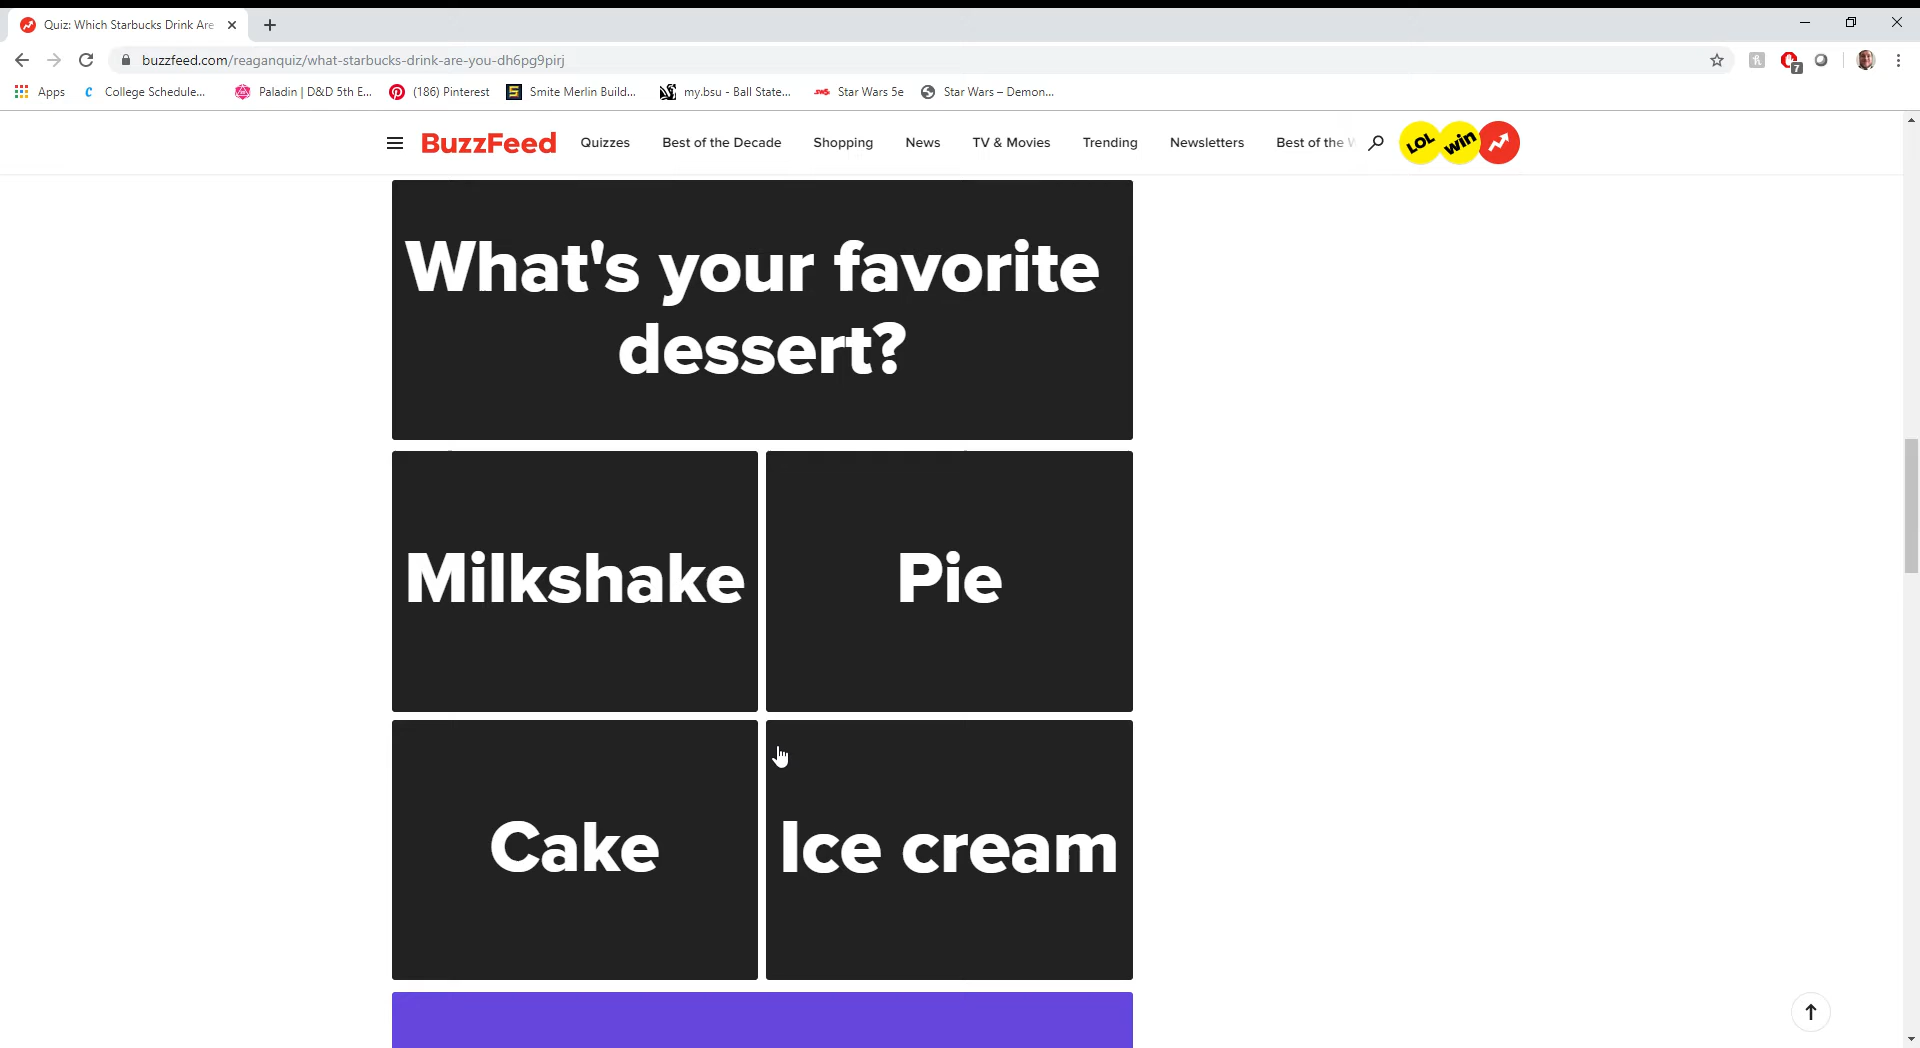 Quiz: Which Starbucks Drink Are
buzzfeed.com/reaganquiz/what-starbucks-drink-are-you-dh6pg9pirj
7
Apps College Schedule... Paladin | D&D 5th E... (186) Pinterest Smite Merlin Build... my.bsu - Ball State... Star Wars 5e Star Wars – Demon...
BuzzFeed Quizzes Best of the Decade Shopping News TV & Movies Trending Newsletters Best of the LOL win
What's your favorite
dessert?
Milkshake Pie
Cake Ice cream